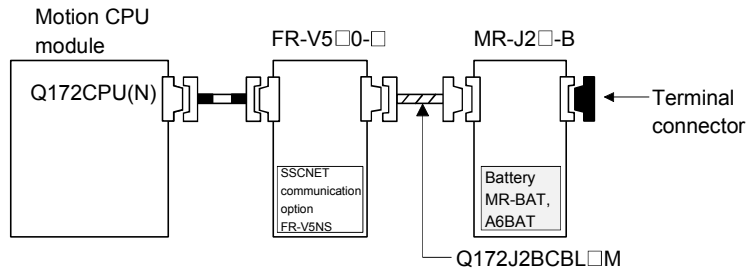 Motion CPU
module
FR-V5□0-□
MR-J2□-B
Q172CPU(N)
Terminal
connector
SSCNET
communication
option
FR-V5NS
Battery
MR-BAT,
A6BAT
Q172J2BCBL□M